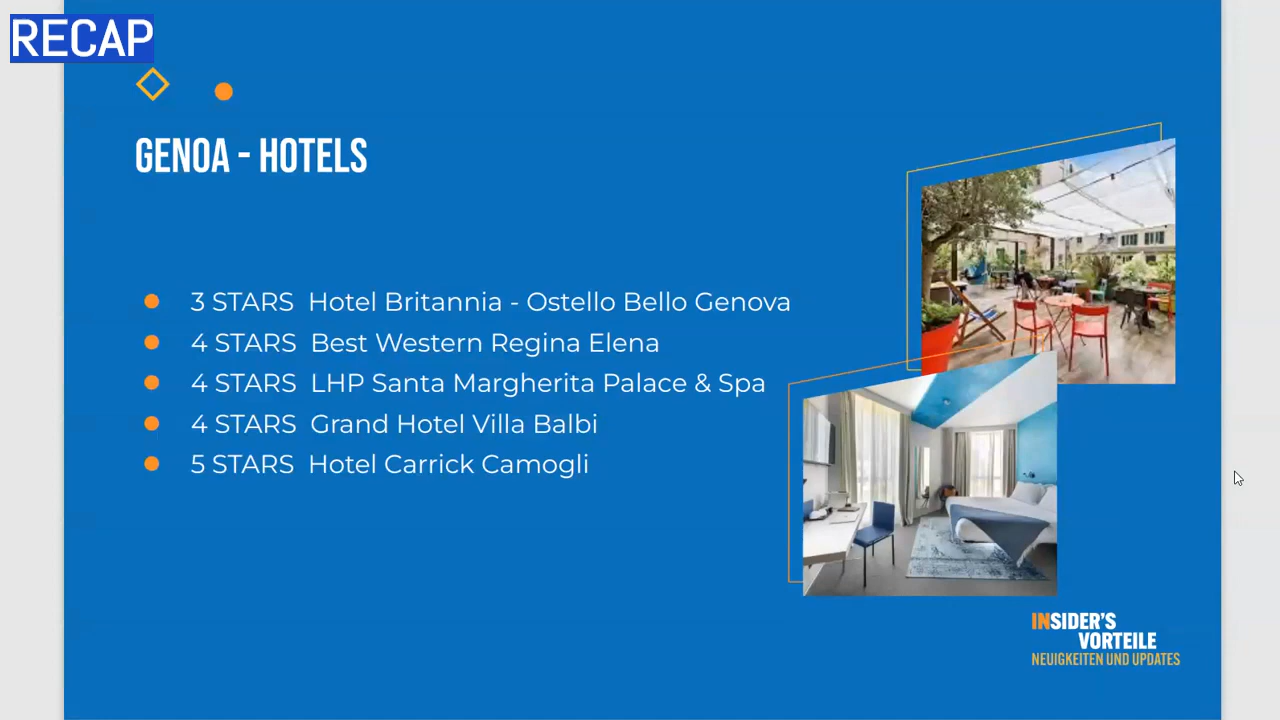 RECAP
GENOA - HOTELS
3 STARS Hotel Britannia - Ostello Bello Genova
4 STARS Best Western Regina Elena
4 STARS LHP Santa Margherita Palace & Spa
4 STARS Grand Hotel Villa Balbi
5 STARS Hotel Carrick Camogli
INSIDER'S
VORTEILE
NEUIGKEITEN UND UPDATES